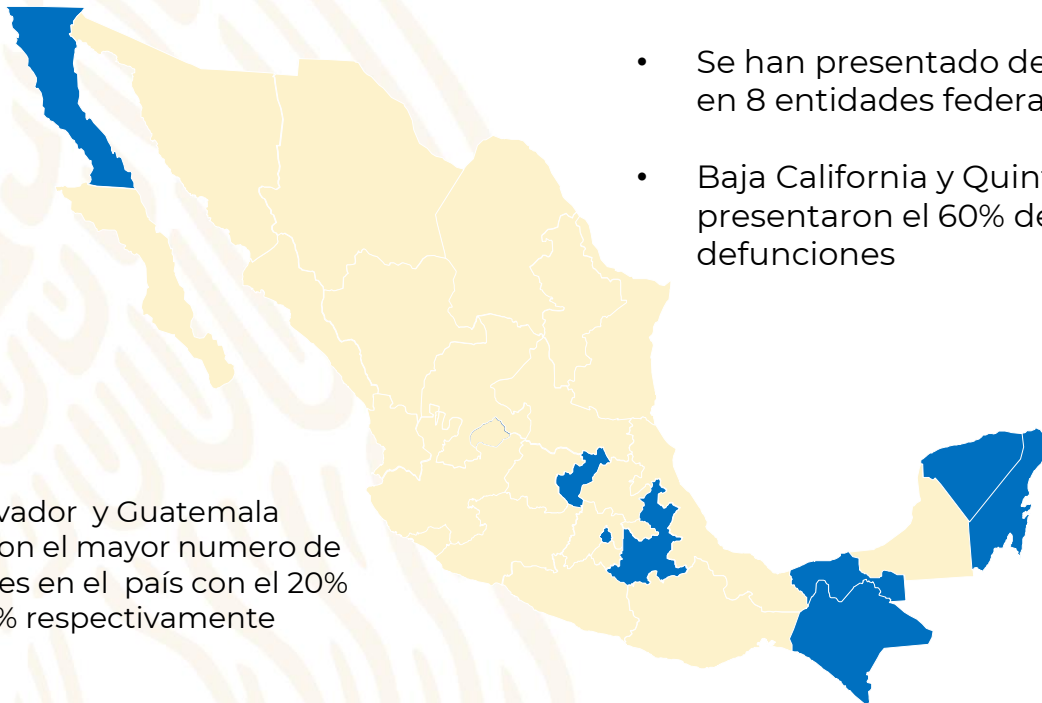 • Se han presentado de
en 8 entidades federa
• Baja California y Quin
presentaron el 60% de
defunciones
vador y Guatemala
on el mayor numero de
es en el país con el 20%
% respectivamente